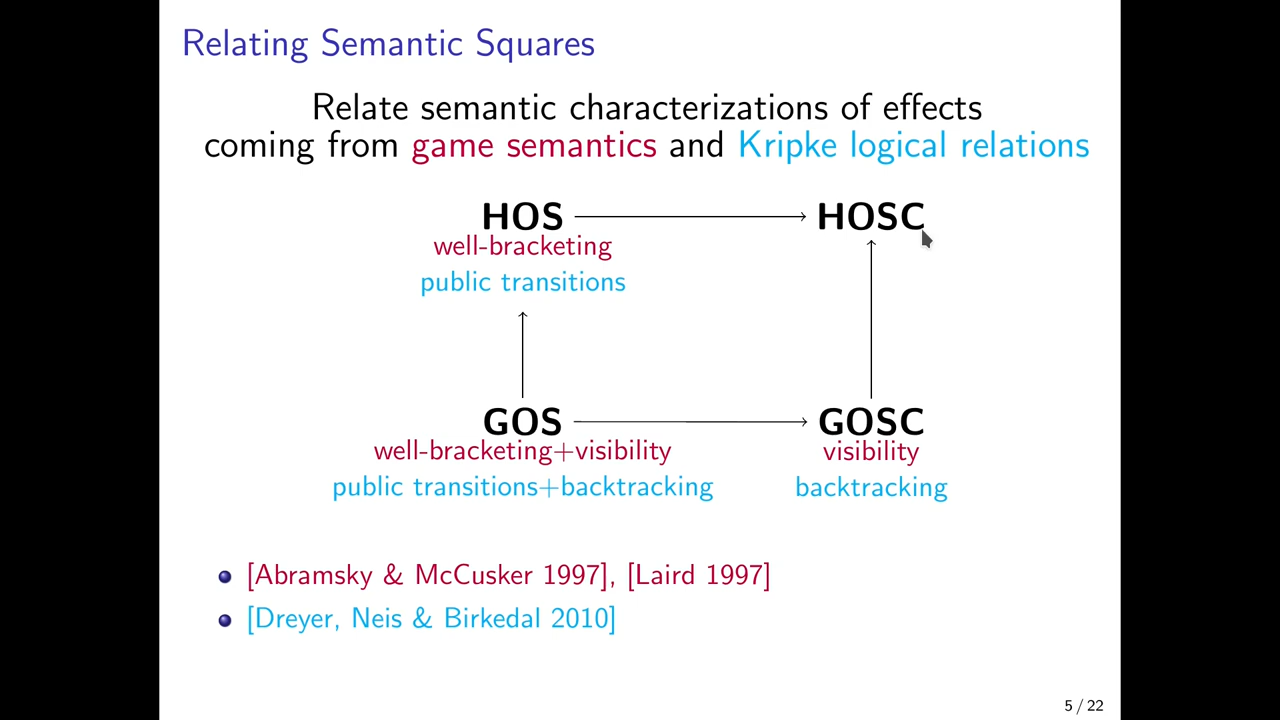 Relating Semantic Squares
Relate semantic characterizations of effects
coming from game semantics and Kripke logical relations
HOS
HOSC
well-bracketing
public transitions
GOS
GOSC
well-bracketing+visibility
visibility
public transitions+backtracking
backtracking
[Abramsky & McCusker 1997], [Laird 1997]
[Dreyer, Neis & Birkedal 2010]
5 / 22